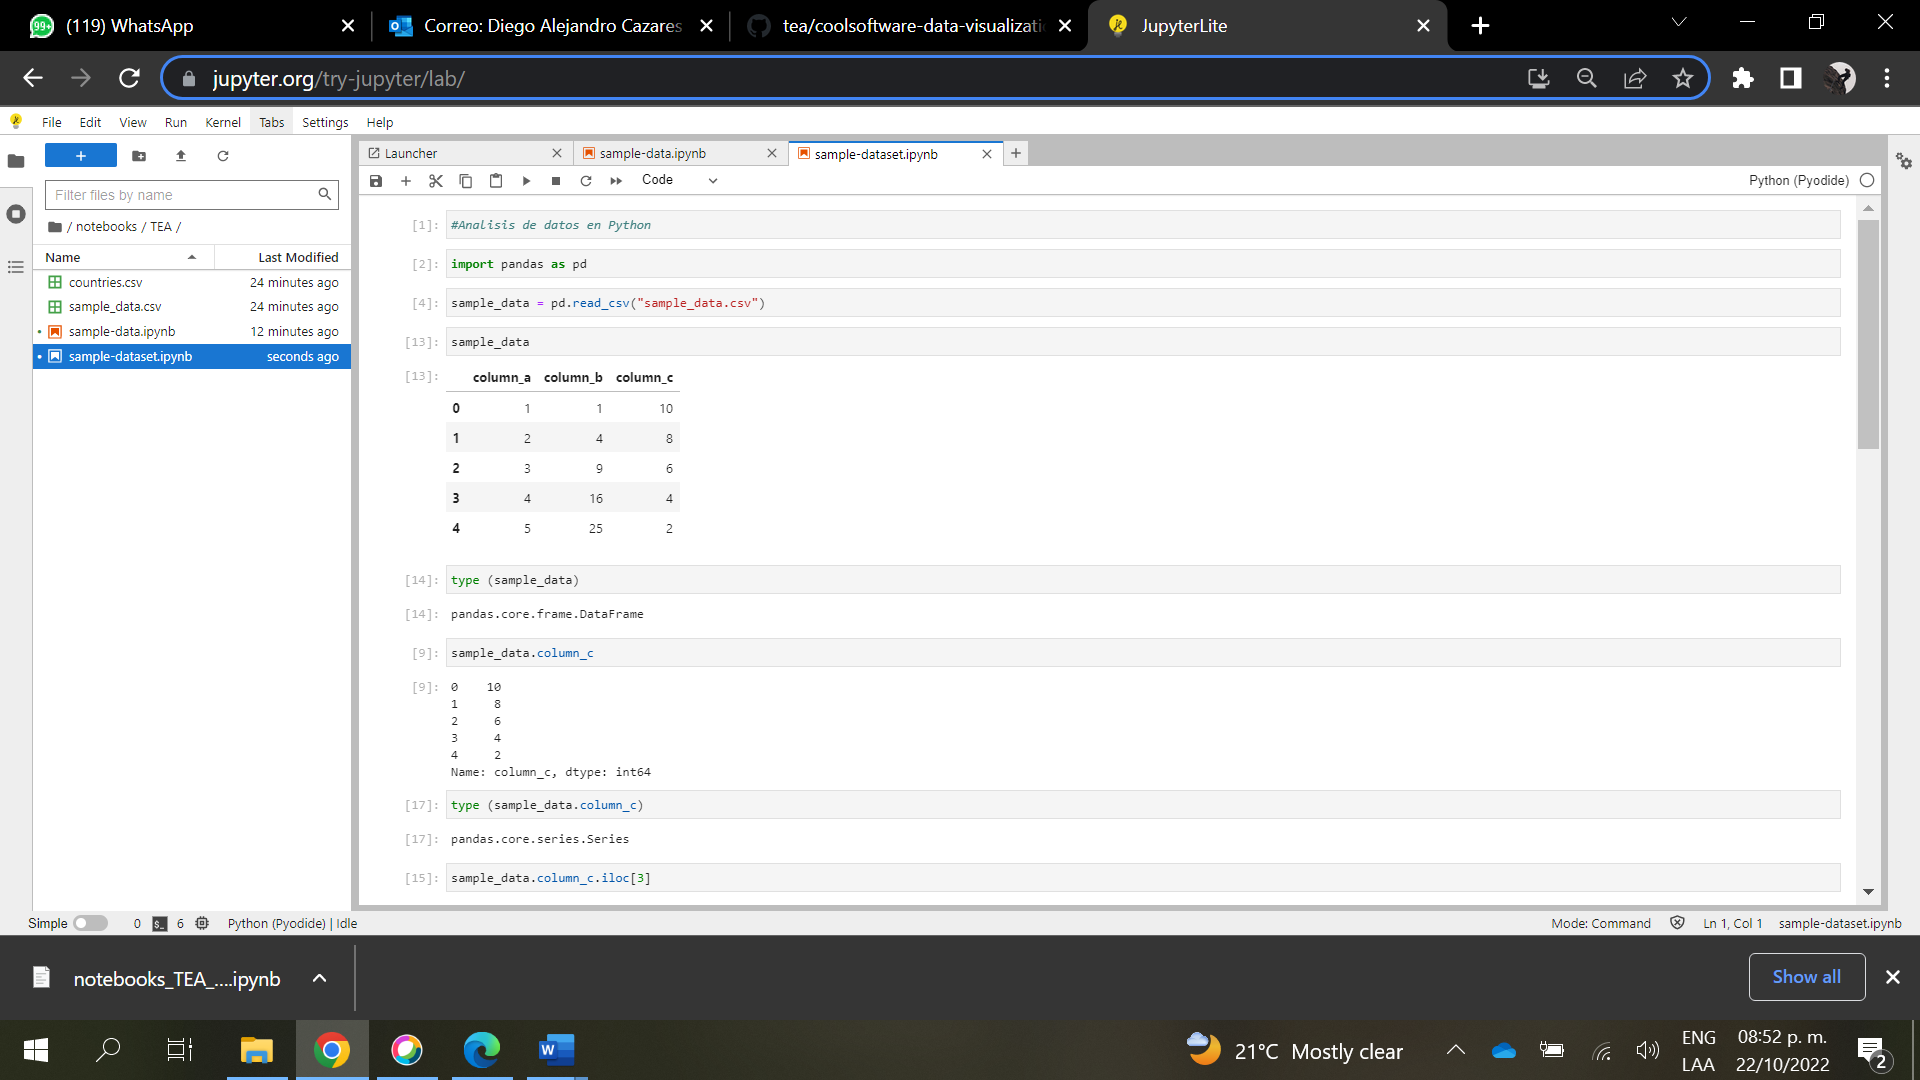 (119) WhatsApp
Correo: Diego Alejandro Cazares
tea/coolsoftware-data-visualizati
JupyterLite
jupyter.org/try-jupyter/lab/
File Edit View Run Kernel Tabs Settings Help
+
Launcher
sample-data.ipynb
sample-dataset.ipynb
Filter files by name
Code
Python (Pyodide)
/ notebooks / TEA /
Name Last Modified
countries.csv 24 minutes ago
sample_data.csv 24 minutes ago
sample-data.ipynb 12 minutes ago
sample-dataset.ipynb seconds ago
[1]: #Analisis de datos en Python
[2]: import pandas as pd
[4]: sample_data = pd.read_csv("sample_data.csv")
[13]: sample_data
[13]: column_a column_b column_c
0 1 1 10
1 2 4 8
2 3 9 6
3 4 16 4
4 5 25 2
[14]: type (sample_data)
[14]: pandas.core.frame.DataFrame
[9]: sample_data.column_c
[9]: 0 10
1 8
2 6
3 4
4 2
Name: column_c, dtype: int64
[17]: type (sample_data.column_c)
[17]: pandas.core.series.Series
[15]: sample_data.column_c.iloc[3]
Simple 0 6 Python (Pyodide) | Idle
Mode: Command Ln 1, Col 1 sample-dataset.ipynb
notebooks_TEA_....ipynb
Show all
21°C Mostly clear
ENG
LAA
08:52 p. m.
22/10/2022
2